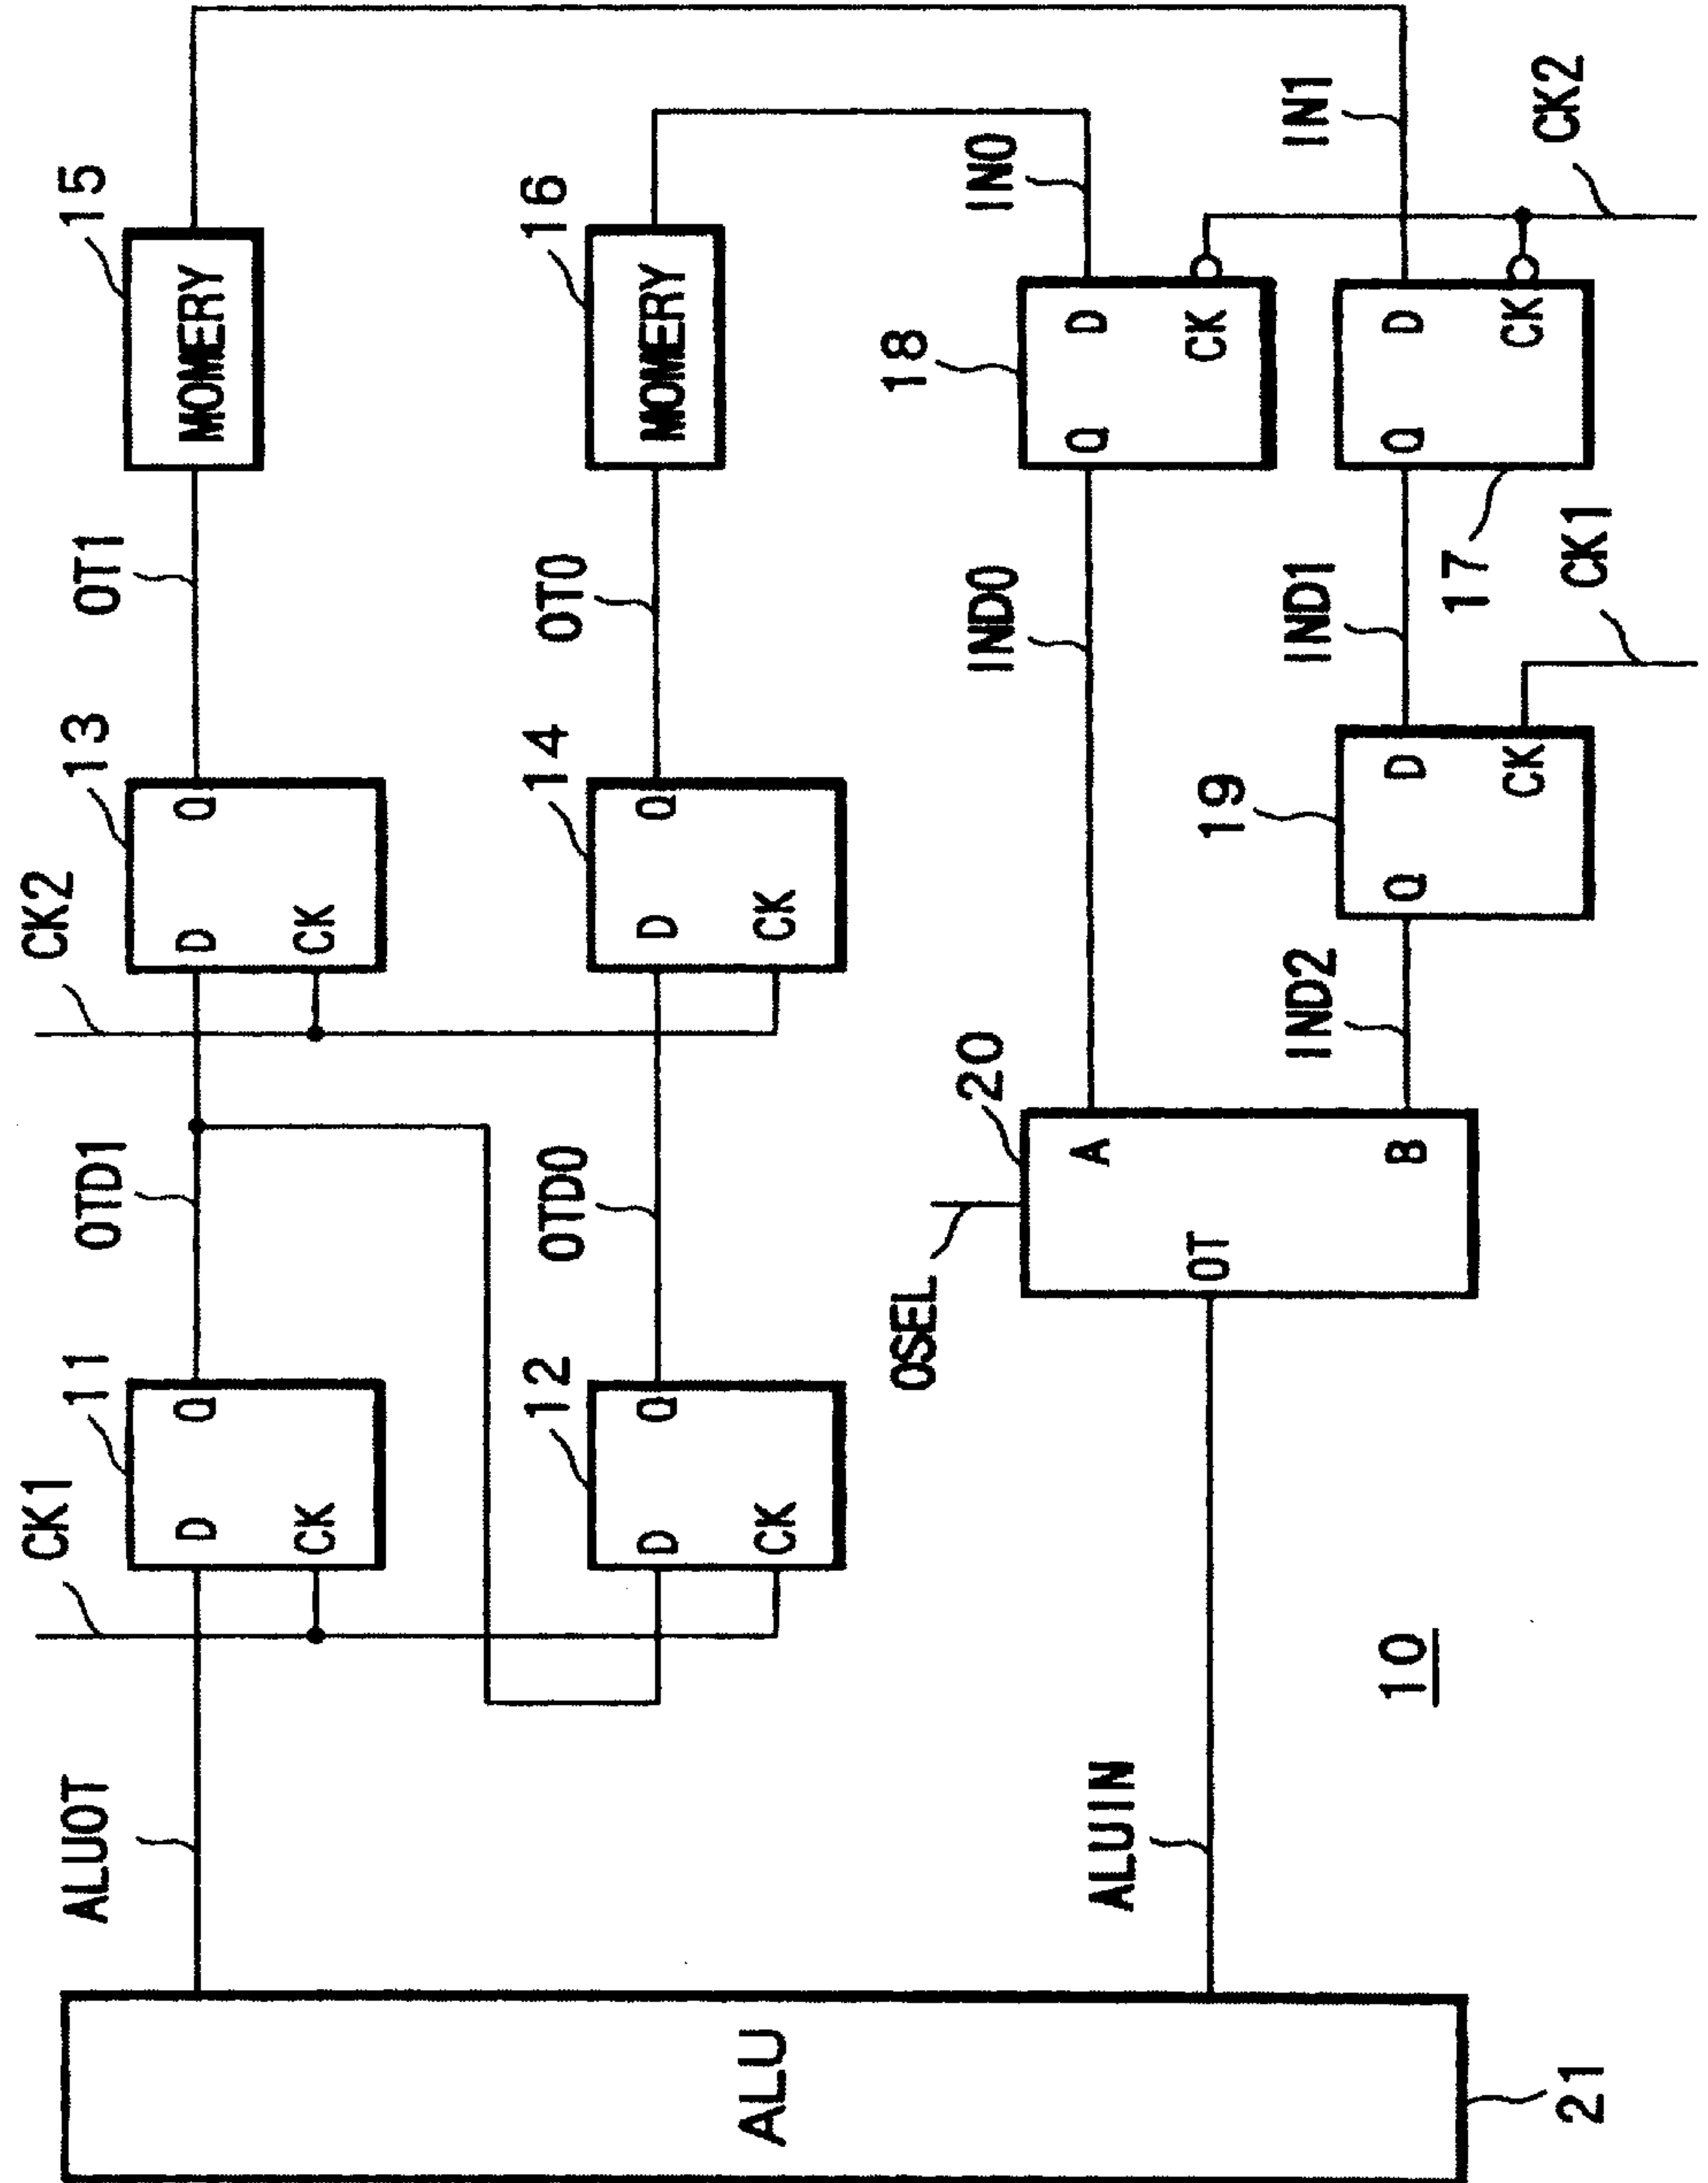 15
MOMERY
OT1
13
CK2
Q
D
CK
OTD1
11
CK1
Q
D
CK
ALUOT
16
MOMERY
OT0
14
Q
D
CK
OTD0
12
Q
D
CK
ALU
21
IN0
18
D
Q
CK
IND0
20
OSEL
A
B
OT
ALUIN
IN1
CK2
D
Q
CK
17
IND1
CK1
19
D
Q
CK
IND2
10